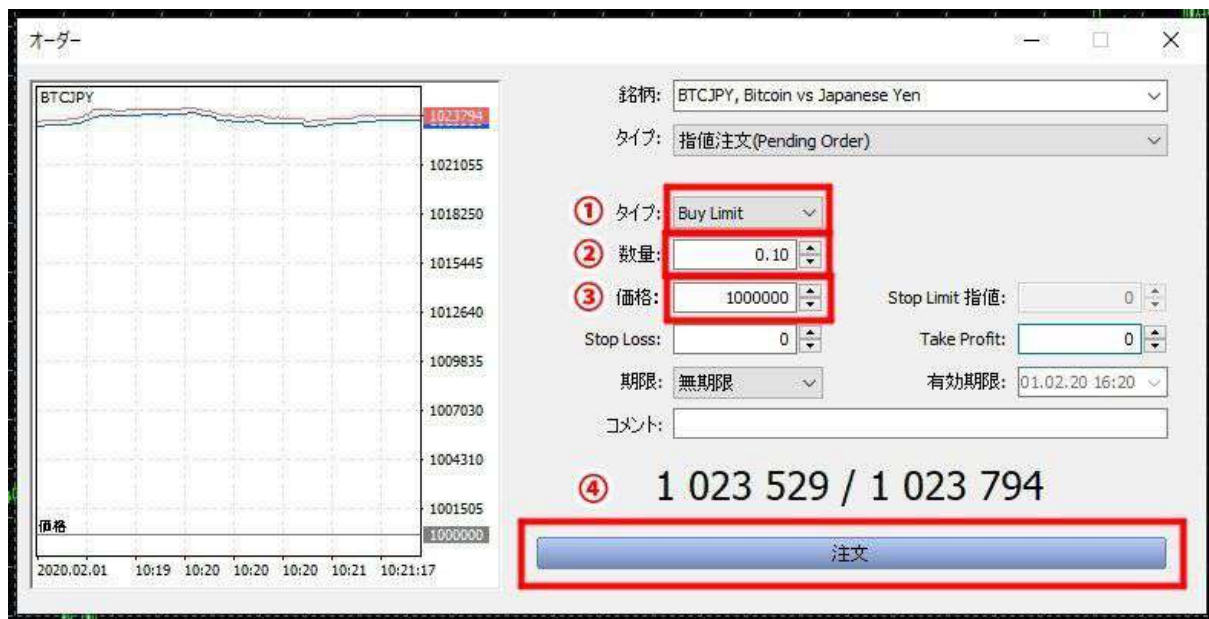 オーダー
BTCJPY
1023794
1021055
1018250
1015445
1012640
1009835
1007030
1004310
1001505
価格
1000000
2020.02.01 10:19 10:20 10:20 10:20 10:21 10:21:17
銘柄: BTCJPY, Bitcoin vs Japanese Yen
タイプ: 指値注文(Pending Order)
① タイプ: Buy Limit
② 数量: 0.10
③ 価格: 1000000 Stop Limit 指値: 0
Stop Loss: 0 Take Profit: 0
期限: 無期限 有効期限: 01.02.20 16:20
コメント:
④ 1 023 529 / 1 023 794
注文